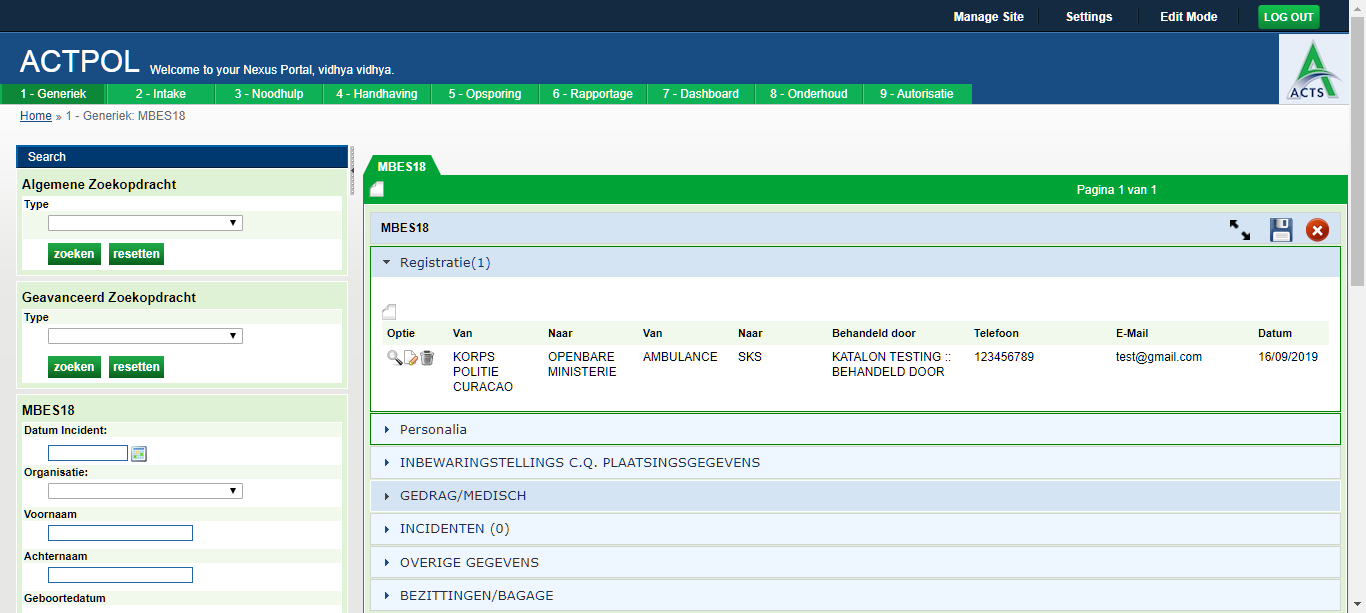 Manage Site Settings Edit Mode LOG OUT
ACTPOL Welcome to your Nexus Portal, vidhya vidhya.
ACTS
1 - Generiek 2 - Intake 3 - Noodhulp 4 - Handhaving 5 - Opsporing 6 - Rapportage 7 - Dashboard 8 - Onderhoud 9 - Autorisatie
Home » 1 - Generiek: MBES18
Search
Algemene Zoekopdracht
Type
zoeken resetten
Geavanceerd Zoekopdracht
Type
zoeken resetten
MBES18
Datum Incident:
Organisatie:
Voornaam
Achternaam
Geboortedatum
MBES18
Pagina 1 van 1
MBES18
Registratie(1)
Optie Van Naar Van Naar Behandeld door Telefoon E-Mail Datum
KORPS OPENBARE AMBULANCE SKS KATALON TESTING :: 123456789 test@gmail.com 16/09/2019
POLITIE MINISTERIE BEHANDELD DOOR
CURACAO
Personalia
INBEWARINGSTELLINGS C.Q. PLAATSINGSGEGEVENS
GEDRAG/MEDISCH
INCIDENTEN (0)
OVERIGE GEGEVENS
BEZITTINGEN/BAGAGE